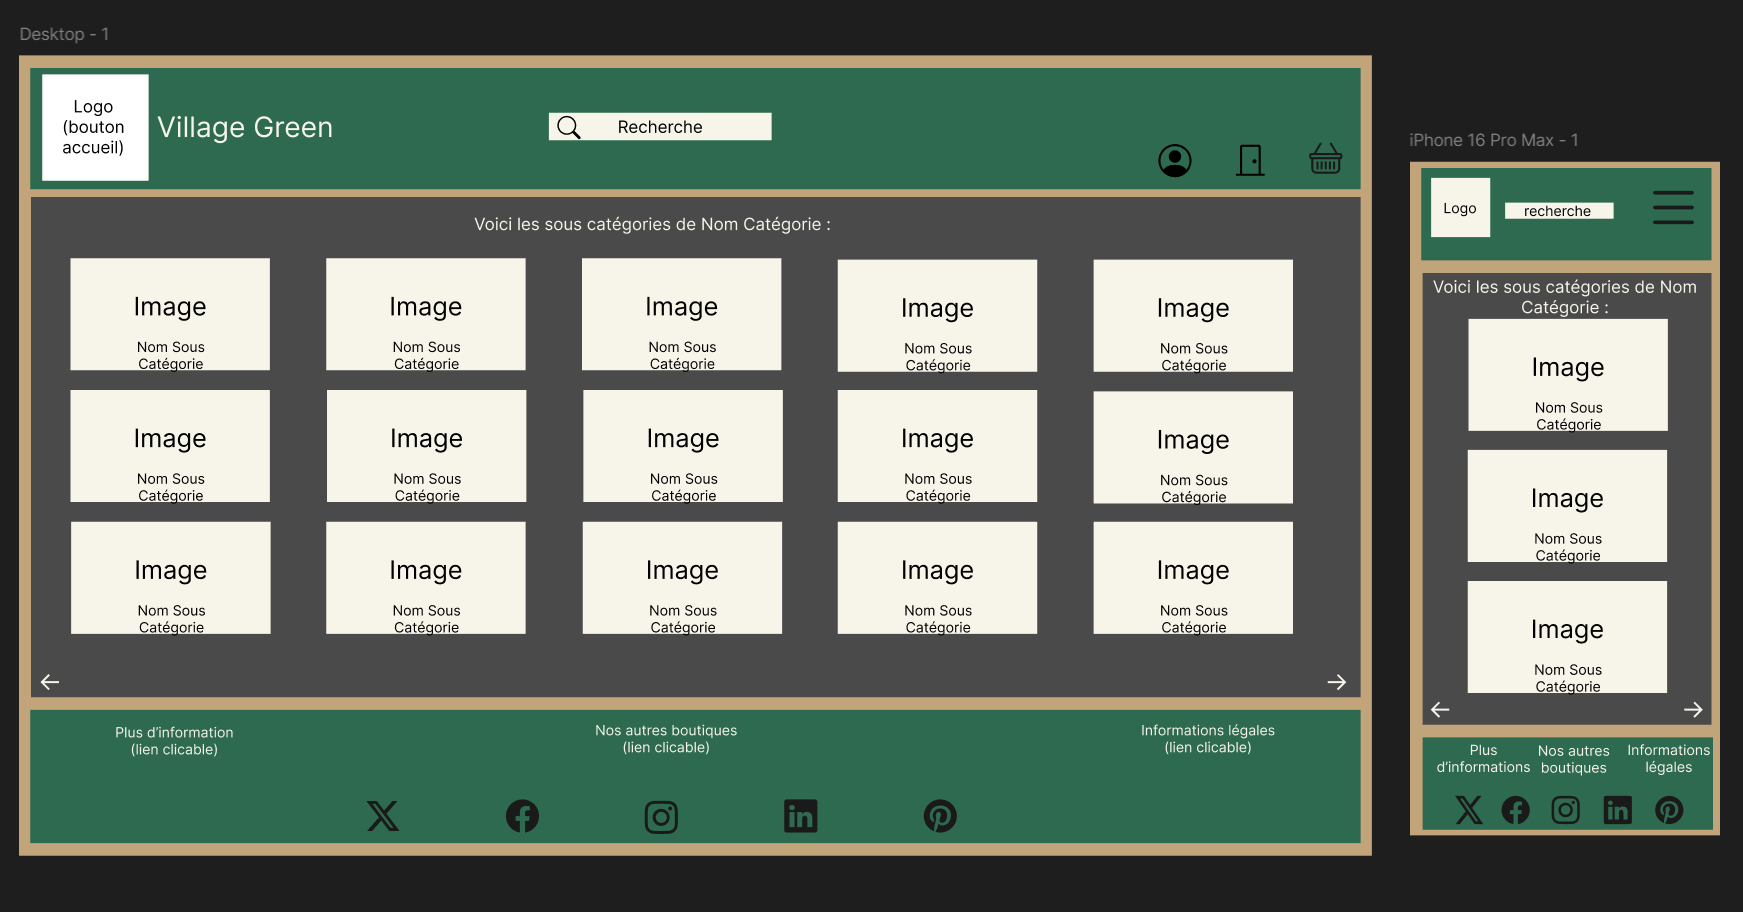 Desktop - 1
Logo
(bouton
accueil)
Village Green
Recherche
Voici les sous catégories de Nom Catégorie :
Image
Nom Sous
Catégorie
Image
Nom Sous
Catégorie
Image
Nom Sous
Catégorie
Image
Nom Sous
Catégorie
Image
Nom Sous
Catégorie
Image
Nom Sous
Catégorie
Image
Nom Sous
Catégorie
Image
Nom Sous
Catégorie
Image
Nom Sous
Catégorie
Image
Nom Sous
Catégorie
Image
Nom Sous
Catégorie
Image
Nom Sous
Catégorie
Image
Nom Sous
Catégorie
Image
Nom Sous
Catégorie
Image
Nom Sous
Catégorie
Plus d’information
(lien clicable)
Nos autres boutiques
(lien clicable)
Informations légales
(lien clicable)
iPhone 16 Pro Max - 1
Logo
recherche
Voici les sous catégories de Nom
Catégorie :
Image
Nom Sous
Catégorie
Image
Nom Sous
Catégorie
Image
Nom Sous
Catégorie
Plus
d’informations
Nos autres
boutiques
Informations
légales